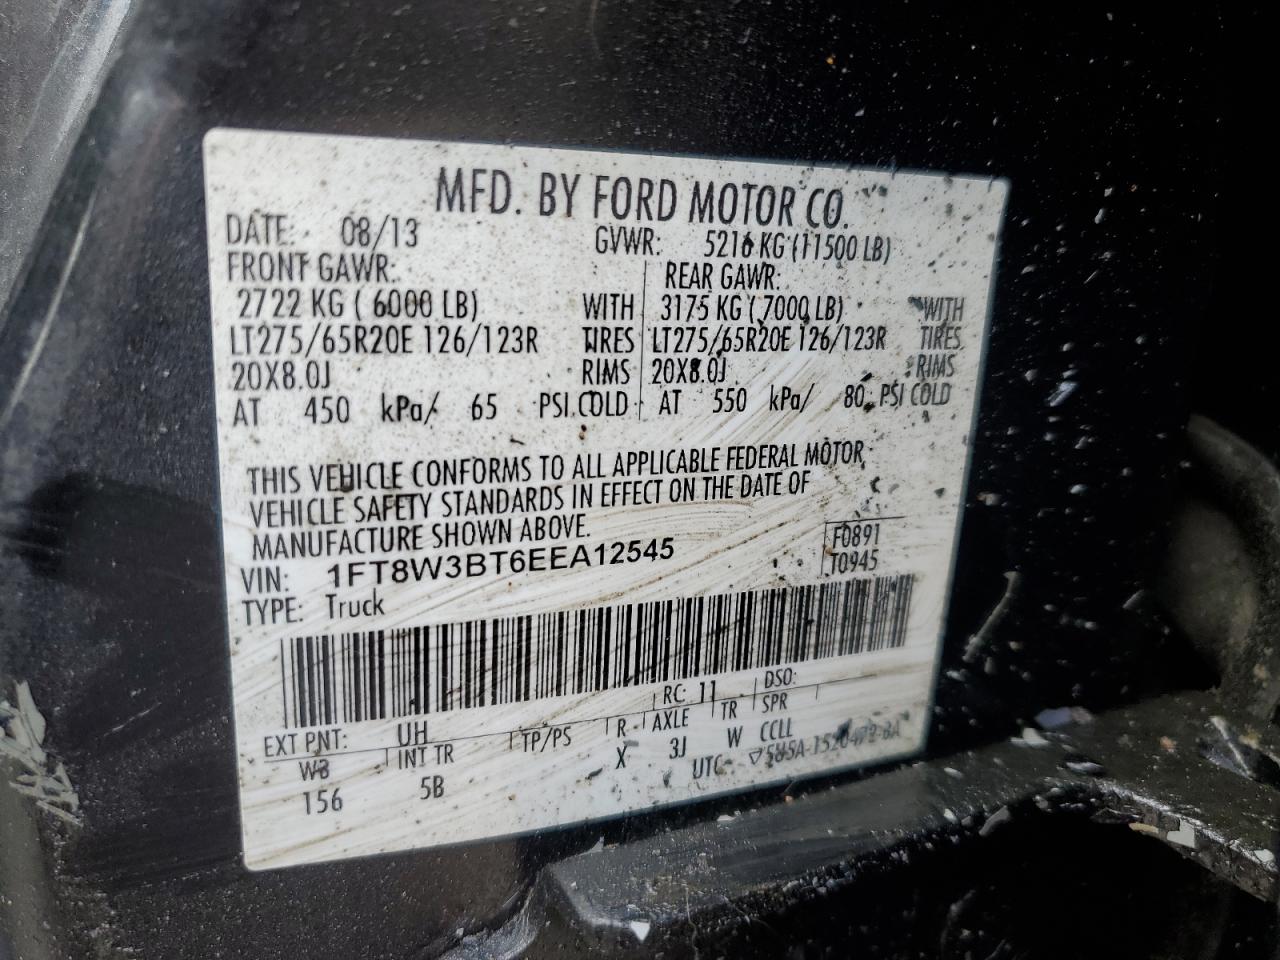 MFD. BY FORD MOTOR CO.
DATE: 08/13 GVWR: 5216 KG (11500 LB)
FRONT GAWR: REAR GAWR:
2722 KG ( 6000 LB) WITH 3175 KG ( 7000 LB) WITH
LT275/65R20E 126/123R TIRES LT275/65R20E 126/123R TIRES
20X8.0J RIMS 20X8.0J RIMS
AT 450 kPa/ 65 PSI COLD AT 550 kPa/ 80 PSI COLD
THIS VEHICLE CONFORMS TO ALL APPLICABLE FEDERAL MOTOR
VEHICLE SAFETY STANDARDS IN EFFECT ON THE DATE OF
MANUFACTURE SHOWN ABOVE.
F0891
VIN: 1FT8W3BT6EEA12545 T0945
TYPE: Truck
EXT PNT: UH RC: 11 DSO:
WB INT TR TP/PS R AXLE TR SPR
156 5B X 3J W CCLL
UTC